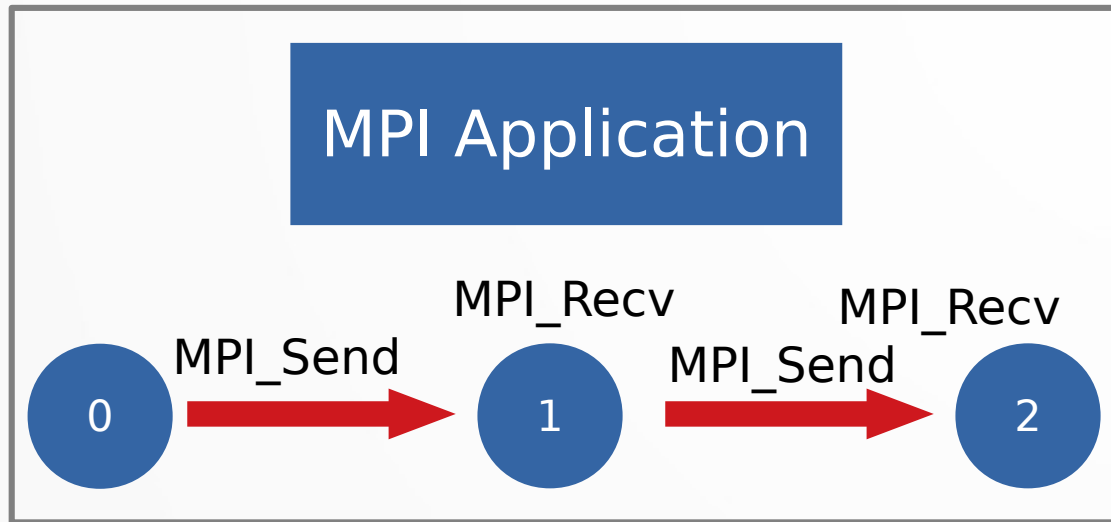 MPI Application
MPI_Recv
MPI_Recv
MPI_Send
MPI_Send
0
1
2